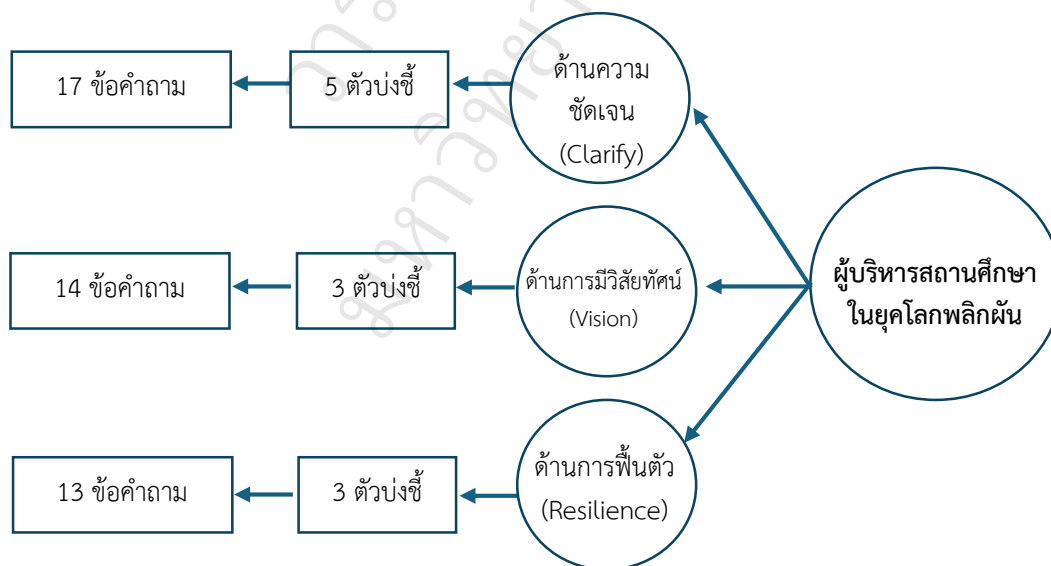 17 ข้อคำถาม
5 ตัวบ่งชี้
ด้านความ
ชัดเจน
(Clarify)
14 ข้อคำถาม
3 ตัวบ่งชี้
ด้านการมีวิสัยทัศน์
(Vision)
ผู้บริหารสถานศึกษา
ในยุคโลกพลิกผัน
13 ข้อคำถาม
3 ตัวบ่งชี้
ด้านการฟื้นตัว
(Resilience)